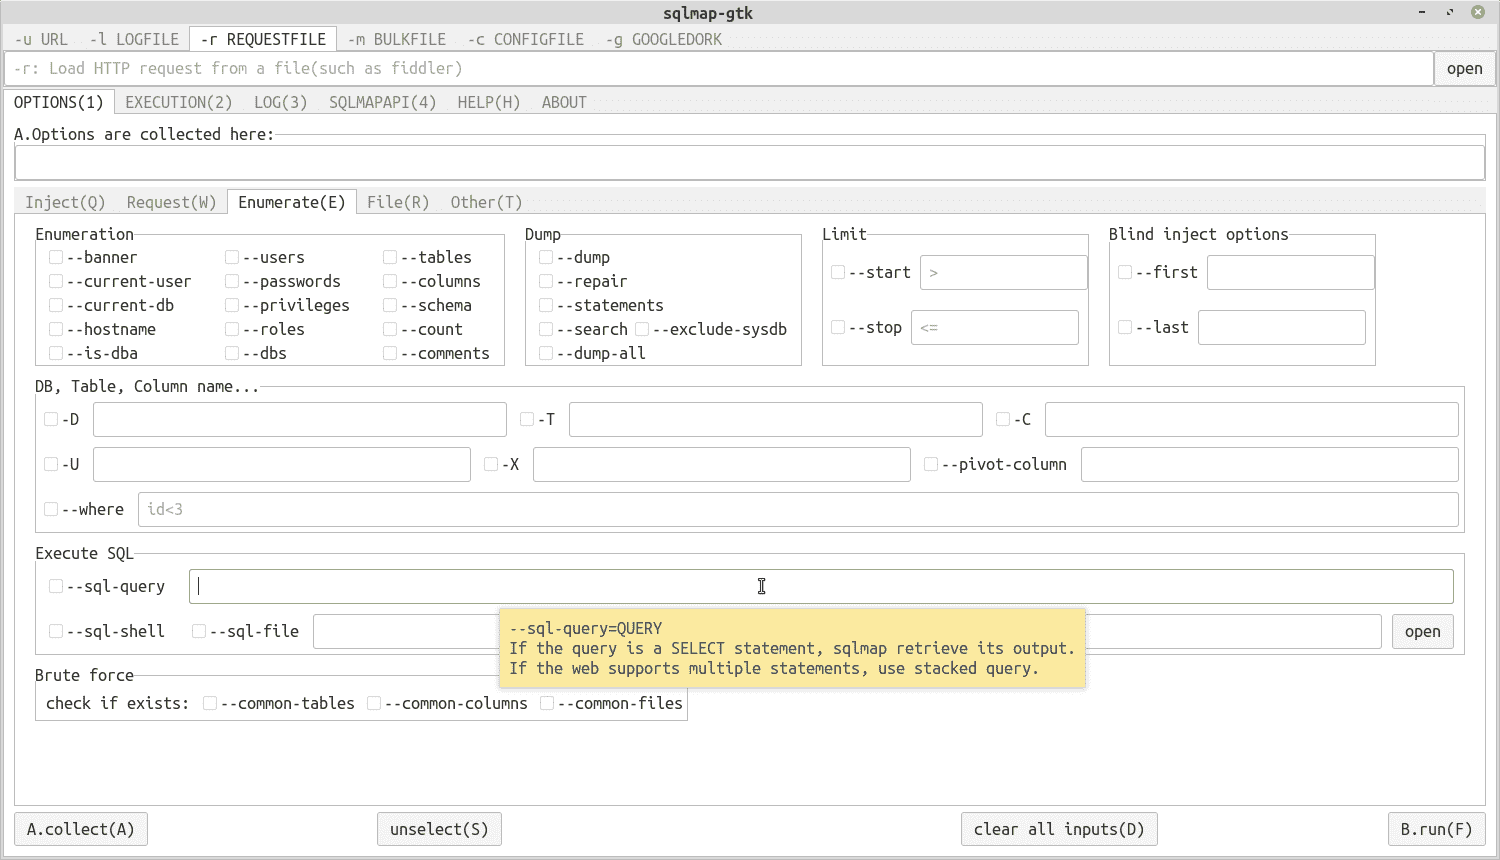 sqlmap-gtk
-u URL -l LOGFILE -r REQUESTFILE -m BULKFILE -c CONFIGFILE -g GOOGLEDORK
-r: Load HTTP request from a file(such as fiddler) open
OPTIONS(1) EXECUTION(2) LOG(3) SQLMAPAPI(4) HELP(H) ABOUT
A.Options are collected here:
Inject(Q) Request(W) Enumerate(E) File(R) Other(T)
Enumeration Dump Limit Blind inject options
--banner --users --tables --dump
--start > --first
--current-user --passwords --columns --repair
--current-db --privileges --schema --statements
--hostname --roles --count --search --exclude-sysdb
--stop <= --last
--is-dba --dbs --comments --dump-all
DB, Table, Column name...
-D -T -C
-U -X --pivot-column
--where id<3
Execute SQL
--sql-query
--sql-shell --sql-file open
--sql-query=QUERY
If the query is a SELECT statement, sqlmap retrieve its output.
If the web supports multiple statements, use stacked query.
Brute force
check if exists: --common-tables --common-columns --common-files
A.collect(A) unselect(S) clear all inputs(D) B.run(F)